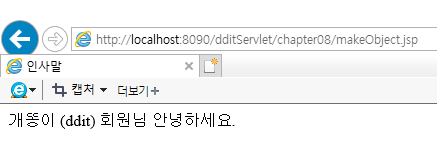 http://localhost:8090/dditServlet/chapter08/makeObject.jsp
인사말
캡처 더보기+
개똥이 (ddit) 회원님 안녕하세요.